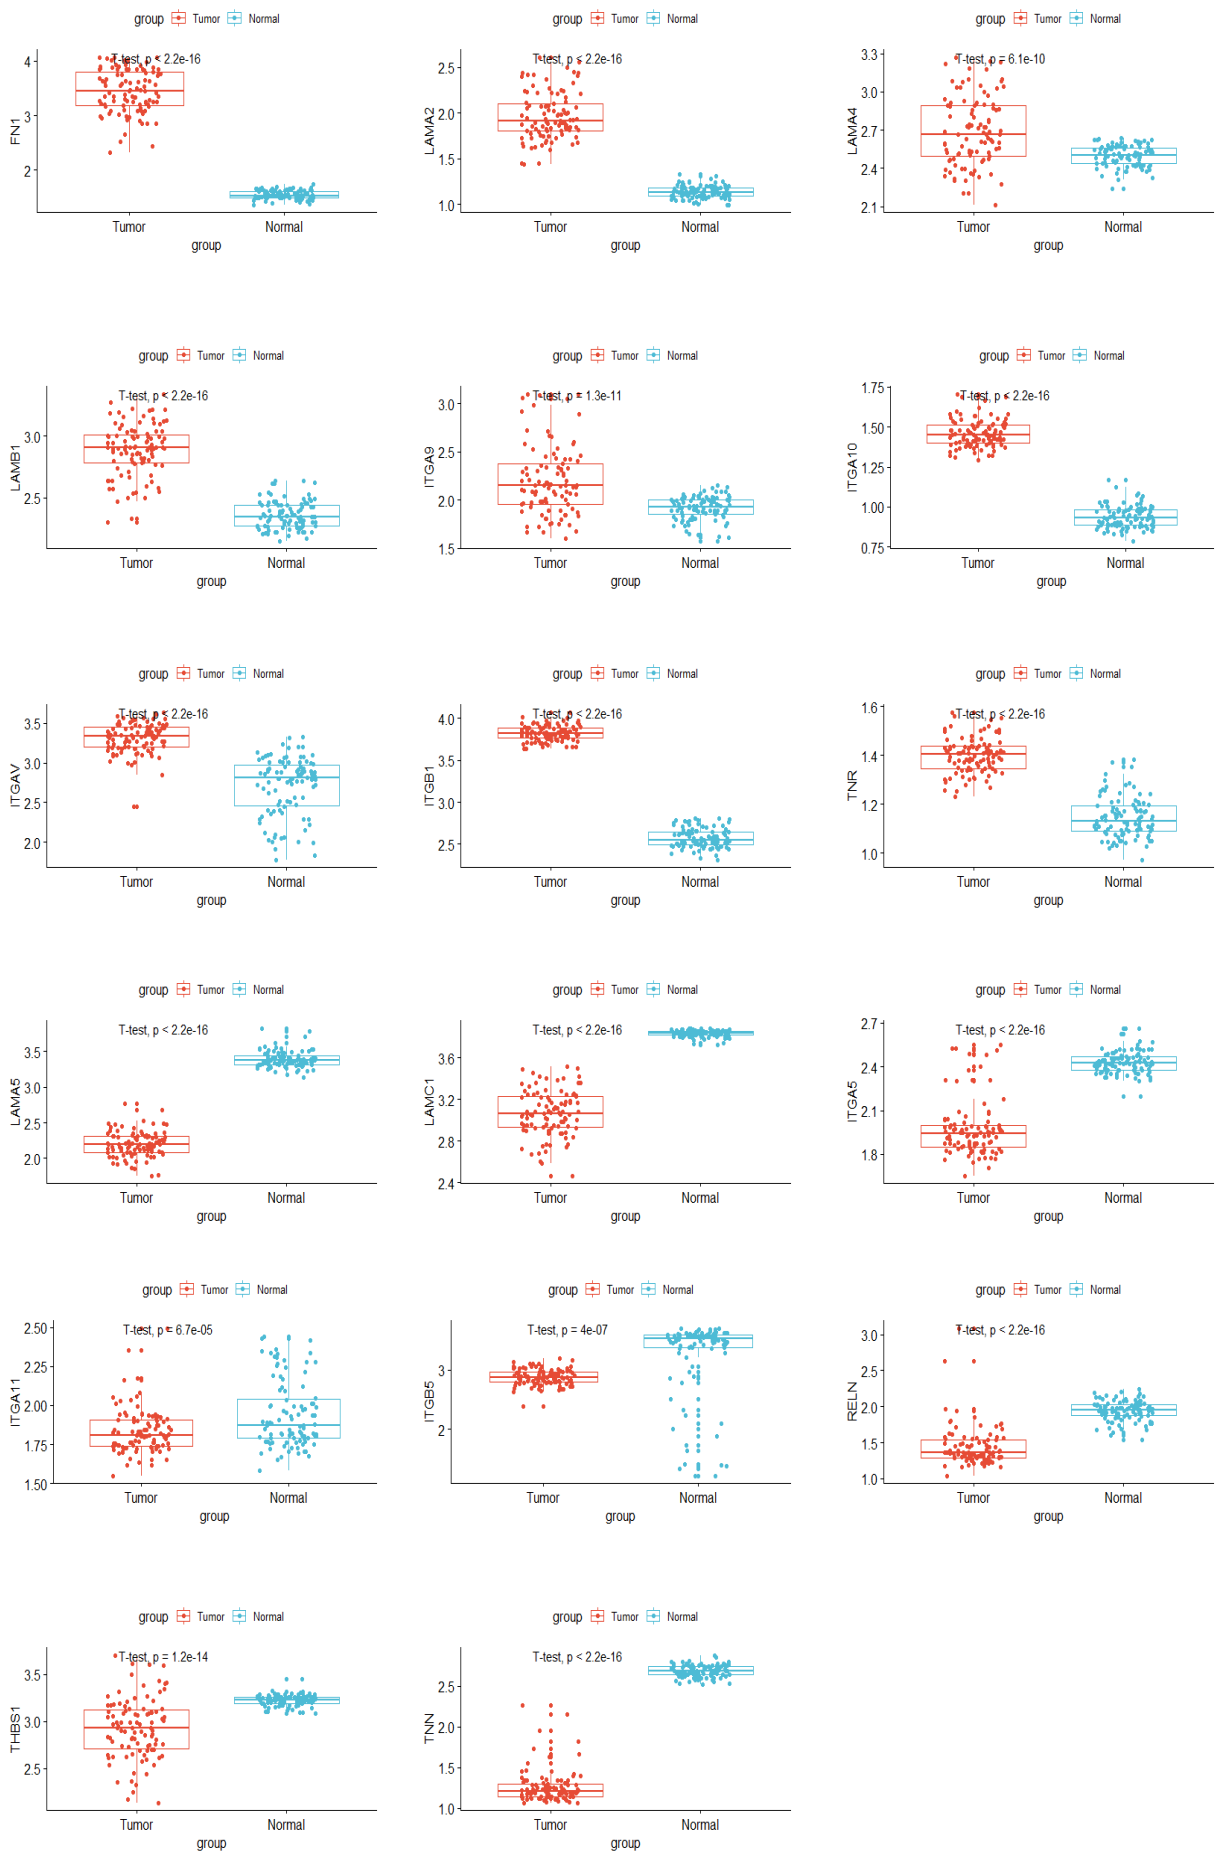 group Tumor Normal
T-test, p < 2.2e-16
FN1
4
3
2
Tumor Normal
group
group Tumor Normal
T-test, p < 2.2e-16
LAMA2
2.5
2.0
1.5
1.0
Tumor Normal
group
group Tumor Normal
T-test, p = 6.1e-10
LAMA4
3.3
3.0
2.7
2.4
2.1
Tumor Normal
group
group Tumor Normal
T-test, p < 2.2e-16
LAMB1
3.0
2.5
Tumor Normal
group
group Tumor Normal
T-test, p = 1.3e-11
ITGA9
3.0
2.5
2.0
1.5
Tumor Normal
group
group Tumor Normal
T-test, p < 2.2e-16
ITGA10
1.75
1.50
1.25
1.00
0.75
Tumor Normal
group
group Tumor Normal
T-test, p < 2.2e-16
ITGAV
3.5
3.0
2.5
2.0
Tumor Normal
group
group Tumor Normal
T-test, p < 2.2e-16
ITGB1
4.0
3.5
3.0
2.5
Tumor Normal
group
group Tumor Normal
T-test, p < 2.2e-16
TNR
1.6
1.4
1.2
1.0
Tumor Normal
group
group Tumor Normal
T-test, p < 2.2e-16
LAMA5
3.5
3.0
2.5
2.0
Tumor Normal
group
group Tumor Normal
T-test, p < 2.2e-16
LAMC1
3.6
3.2
2.8
2.4
Tumor Normal
group
group Tumor Normal
T-test, p < 2.2e-16
ITGA5
2.7
2.4
2.1
1.8
Tumor Normal
group
group Tumor Normal
T-test, p = 6.7e-05
ITGA11
2.50
2.25
2.00
1.75
1.50
Tumor Normal
group
group Tumor Normal
T-test, p = 4e-07
ITGB5
3
2
Tumor Normal
group
group Tumor Normal
T-test, p < 2.2e-16
RELN
3.0
2.5
2.0
1.5
1.0
Tumor Normal
group
group Tumor Normal
T-test, p = 1.2e-14
THBS1
3.5
3.0
2.5
Tumor Normal
group
group Tumor Normal
T-test, p < 2.2e-16
TNN
2.5
2.0
1.5
1.0
Tumor Normal
group